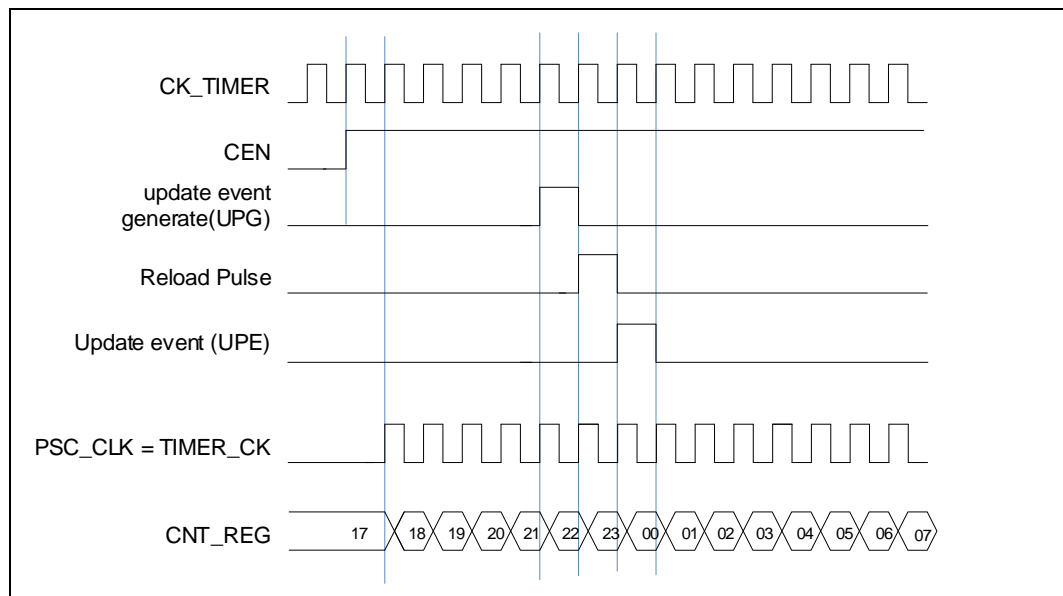 CK_TIMER
CEN
update event
generate(UPG)
Reload Pulse
Update event (UPE)
PSC_CLK = TIMER_CK
CNT_REG 17 18 19 20 21 22 23 00 01 02 03 04 05 06 07